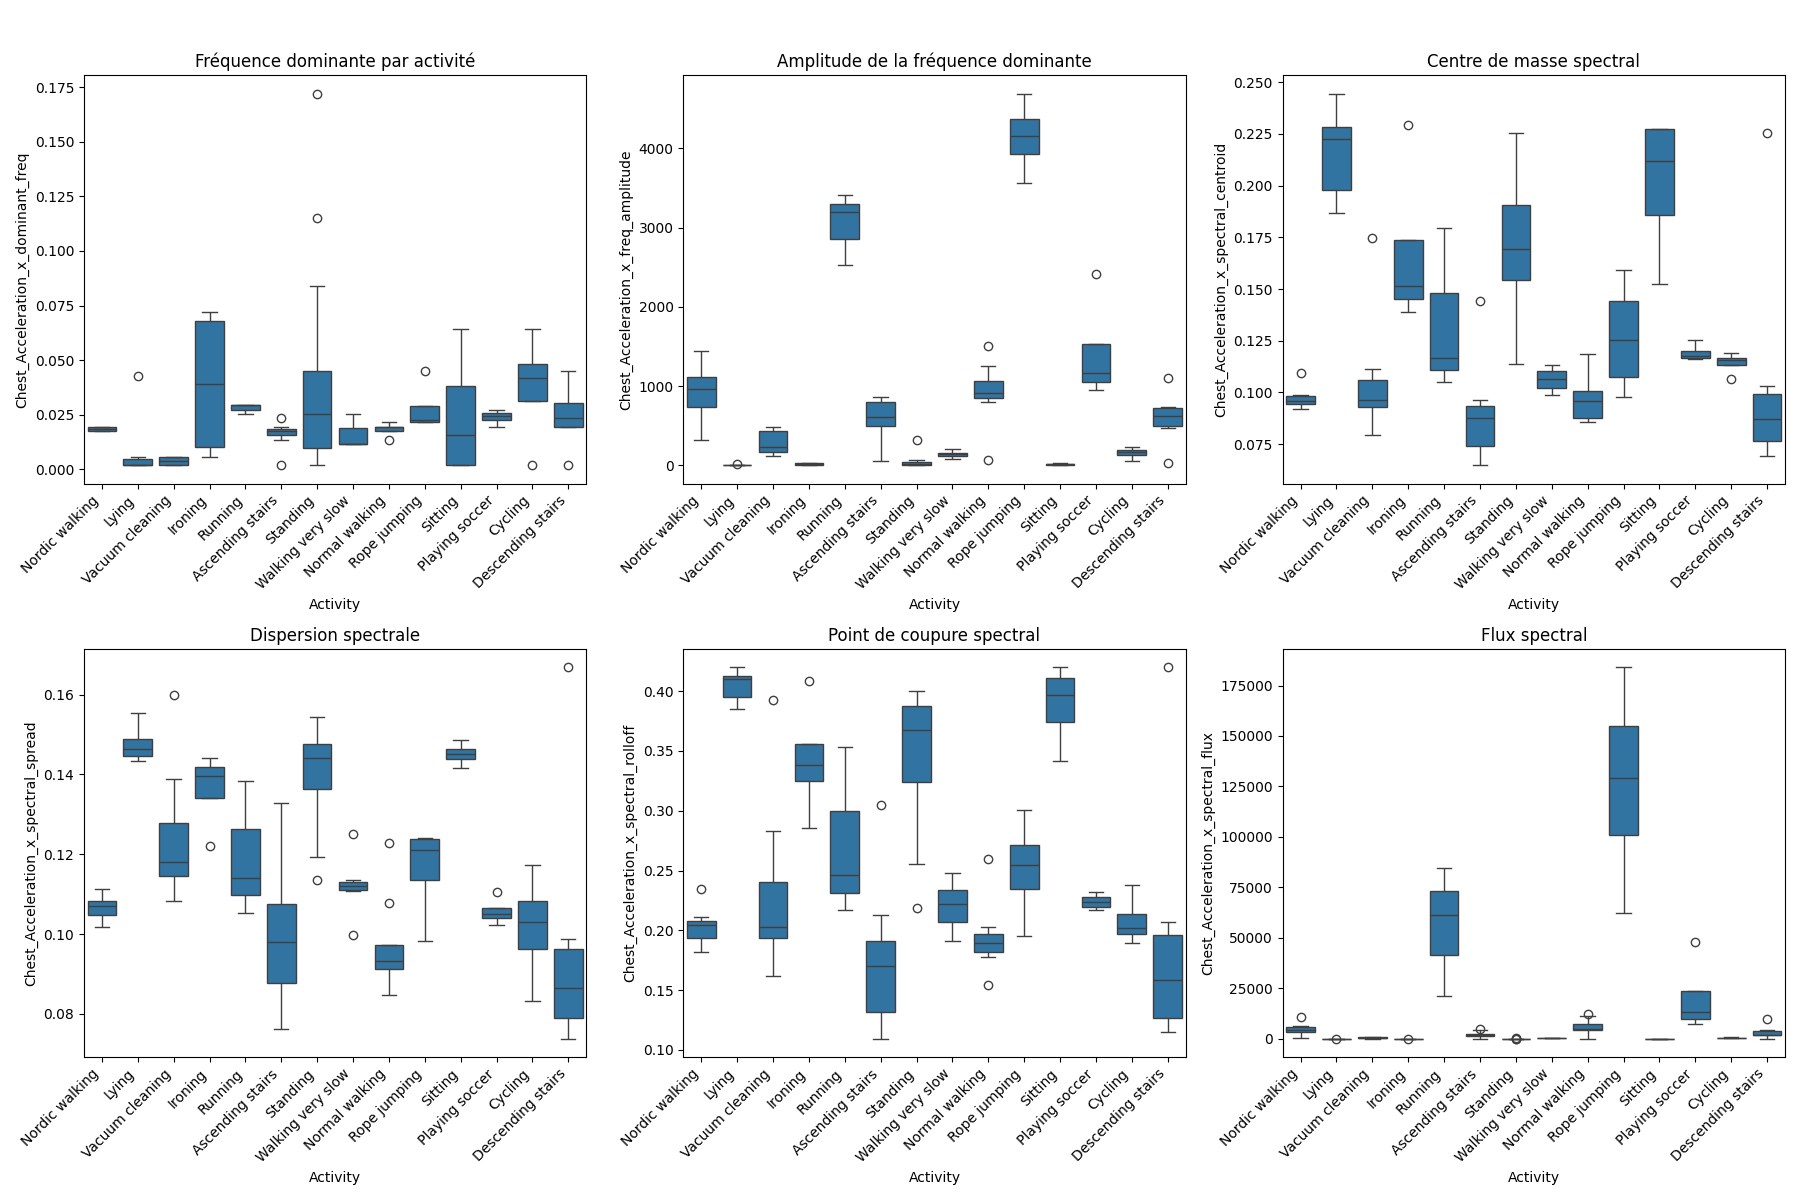 Fréquence dominante par activité
Chest_Acceleration_x_dominant_freq
0.175
0.150
0.125
0.100
0.075
0.050
0.025
0.000
Nordic walking
Lying
Vacuum cleaning
Ironing
Running
Ascending stairs
Standing
Walking very slow
Normal walking
Rope jumping
Sitting
Playing soccer
Cycling
Descending stairs
Activity
Amplitude de la fréquence dominante
Chest_Acceleration_x_freq_amplitude
4000
3000
2000
1000
0
Nordic walking
Lying
Vacuum cleaning
Ironing
Running
Ascending stairs
Standing
Walking very slow
Normal walking
Rope jumping
Sitting
Playing soccer
Cycling
Descending stairs
Activity
Centre de masse spectral
Chest_Acceleration_x_spectral_centroid
0.250
0.225
0.200
0.175
0.150
0.125
0.100
0.075
Nordic walking
Lying
Vacuum cleaning
Ironing
Running
Ascending stairs
Standing
Walking very slow
Normal walking
Rope jumping
Sitting
Playing soccer
Cycling
Descending stairs
Activity
Dispersion spectrale
Chest_Acceleration_x_spectral_spread
0.16
0.14
0.12
0.10
0.08
Nordic walking
Lying
Vacuum cleaning
Ironing
Running
Ascending stairs
Standing
Walking very slow
Normal walking
Rope jumping
Sitting
Playing soccer
Cycling
Descending stairs
Activity
Point de coupure spectral
Chest_Acceleration_x_spectral_rolloff
0.40
0.35
0.30
0.25
0.20
0.15
0.10
Nordic walking
Lying
Vacuum cleaning
Ironing
Running
Ascending stairs
Standing
Walking very slow
Normal walking
Rope jumping
Sitting
Playing soccer
Cycling
Descending stairs
Activity
Flux spectral
Chest_Acceleration_x_spectral_flux
175000
150000
125000
100000
75000
50000
25000
0
Nordic walking
Lying
Vacuum cleaning
Ironing
Running
Ascending stairs
Standing
Walking very slow
Normal walking
Rope jumping
Sitting
Playing soccer
Cycling
Descending stairs
Activity